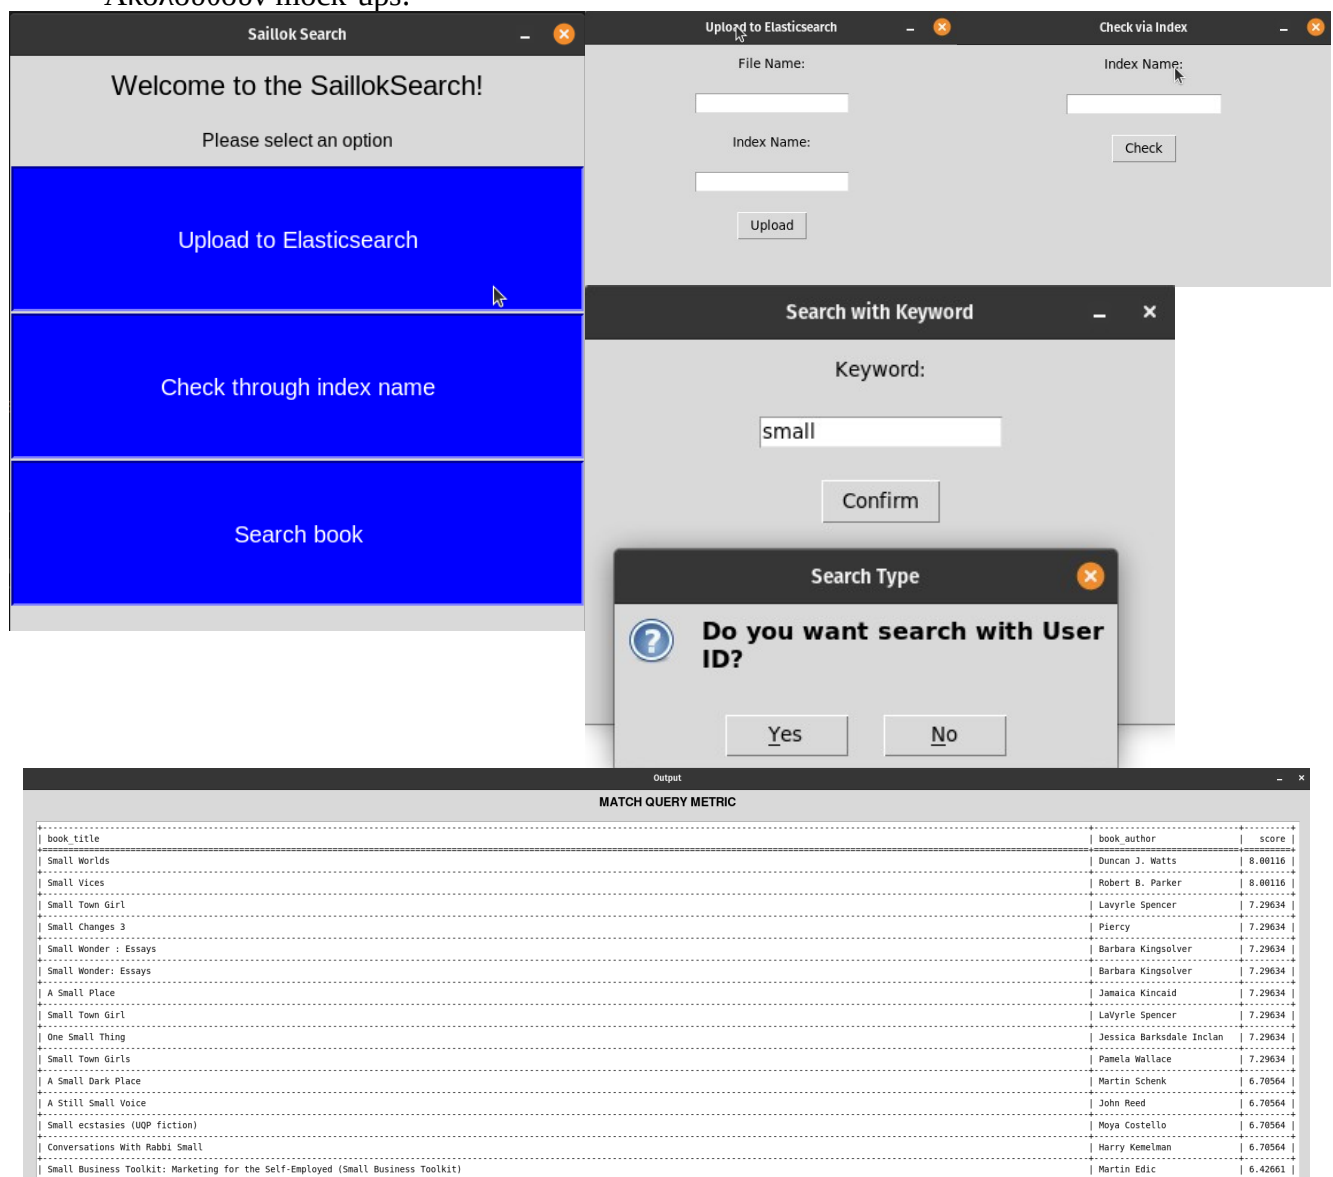 Ακολουθούν mock-ups:
Saillok Search
Welcome to the SaillokSearch!
Please select an option
Upload to Elasticsearch
Check through index name
Search book
Upload to Elasticsearch
File Name:
Index Name:
Upload
Check via Index
Index Name:
Check
Search with Keyword
Keyword:
small
Confirm
Search Type
Do you want search with User
ID?
Yes No
Output
MATCH QUERY METRIC
book_title book_author score
Small Worlds Duncan J. Watts 8.00116
Small Vices Robert B. Parker 8.00116
Small Town Girl Lavyrle Spencer 7.29634
Small Changes 3 Piercy 7.29634
Small Wonder : Essays Barbara Kingsolver 7.29634
Small Wonder: Essays Barbara Kingsolver 7.29634
A Small Place Jamaica Kincaid 7.29634
Small Town Girl LaVyrle Spencer 7.29634
One Small Thing Jessica Barksdale Inclan 7.29634
Small Town Girls Pamela Wallace 7.29634
A Small Dark Place Martin Schenk 6.70564
A Still Small Voice John Reed 6.70564
Small ecstasies (UQP fiction) Moya Costello 6.70564
Conversations With Rabbi Small Harry Kemelman 6.70564
Small Business Toolkit: Marketing for the Self-Employed (Small Business Toolkit) Martin Edic 6.42661